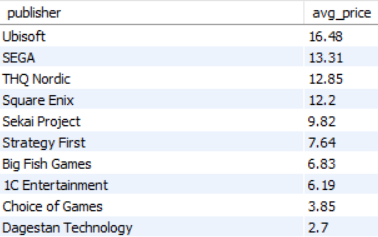 publisher avg_price
Ubisoft 16.48
SEGA 13.31
THQ Nordic 12.85
Square Enix 12.2
Sekai Project 9.82
Strategy First 7.64
Big Fish Games 6.83
1C Entertainment 6.19
Choice of Games 3.85
Dagestan Technology 2.7